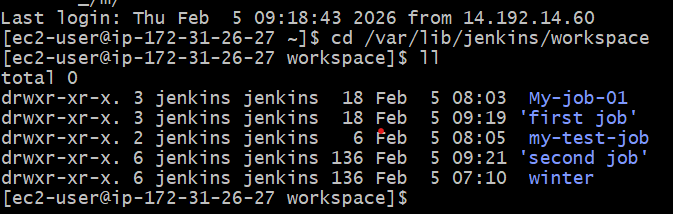 Last login: Thu Feb  5 09:18:43 2026 from 14.192.14.60
[ec2-user@ip-172-31-26-27 ~]$ cd /var/lib/jenkins/workspace
[ec2-user@ip-172-31-26-27 workspace]$ ll
total 0
drwxr-xr-x. 3 jenkins jenkins  18 Feb  5 08:03  My-job-01
drwxr-xr-x. 3 jenkins jenkins  18 Feb  5 09:19 'first job'
drwxr-xr-x. 2 jenkins jenkins   6 Feb  5 08:05  my-test-job
drwxr-xr-x. 6 jenkins jenkins 136 Feb  5 09:21 'second job'
drwxr-xr-x. 6 jenkins jenkins 136 Feb  5 07:10  winter
[ec2-user@ip-172-31-26-27 workspace]$